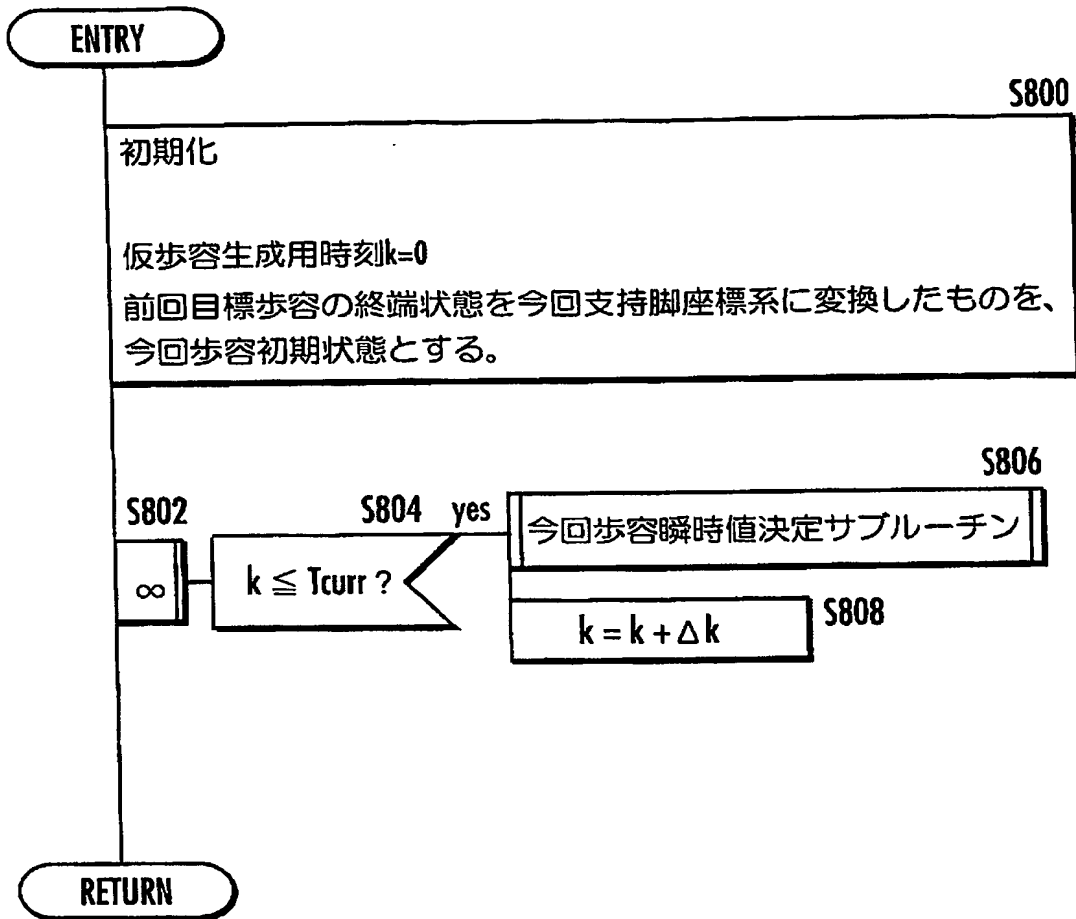 ENTRY
S800
初期化
仮歩容生成用時刻k=0
前回目標歩容の終端状態を今回支持脚座標系に変換したものを、
今回歩容初期状態とする。
S802
∞
S804
k ≦ Tcurr ?
yes
S806
今回歩容瞬時値決定サブルーチン
k = k + Δk
S808
RETURN